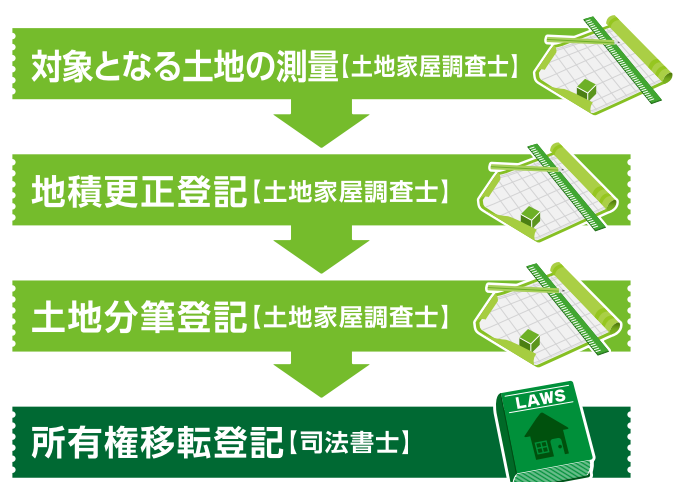 対象となる土地の測量【土地家屋調査士】
地積更正登記【土地家屋調査士】
土地分筆登記【土地家屋調査士】
所有権移転登記【司法書士】
LAWS